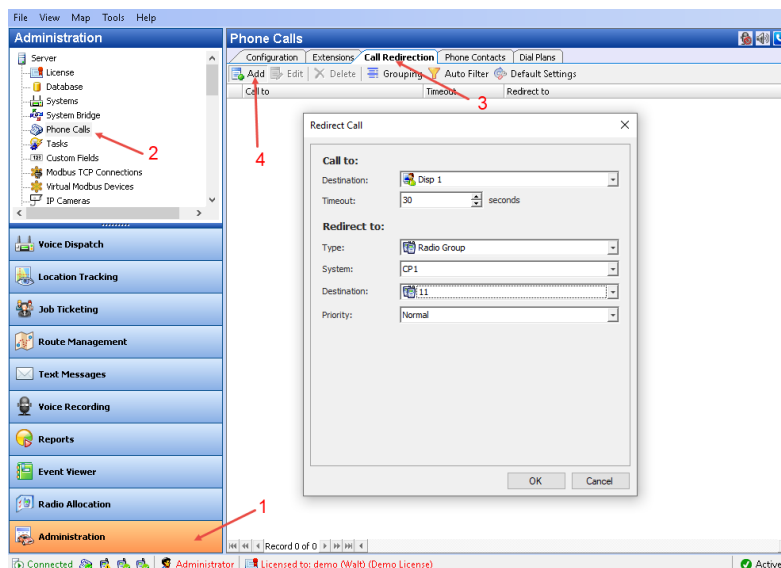 File View Map Tools Help
Administration
Phone Calls
Server
License
Database
Systems
System Bridge
Phone Calls
Tasks
Custom Fields
Modbus TCP Connections
Virtual Modbus Devices
IP Cameras
2
Voice Dispatch
Location Tracking
Job Ticketing
Route Management
Text Messages
Voice Recording
Reports
Event Viewer
Radio Allocation
Administration
1
Configuration Extensions Call Redirection Phone Contacts Dial Plans
Add Edit Delete Grouping Auto Filter Default Settings
Call to Timeout Redirect to
3
4
Redirect Call
Call to:
Destination: Disp 1
Timeout: 30 seconds
Redirect to:
Type: Radio Group
System: CP1
Destination: 11
Priority: Normal
OK Cancel
Record 0 of 0
Connected Administrator Licensed to: demo (Walt) (Demo License) Active